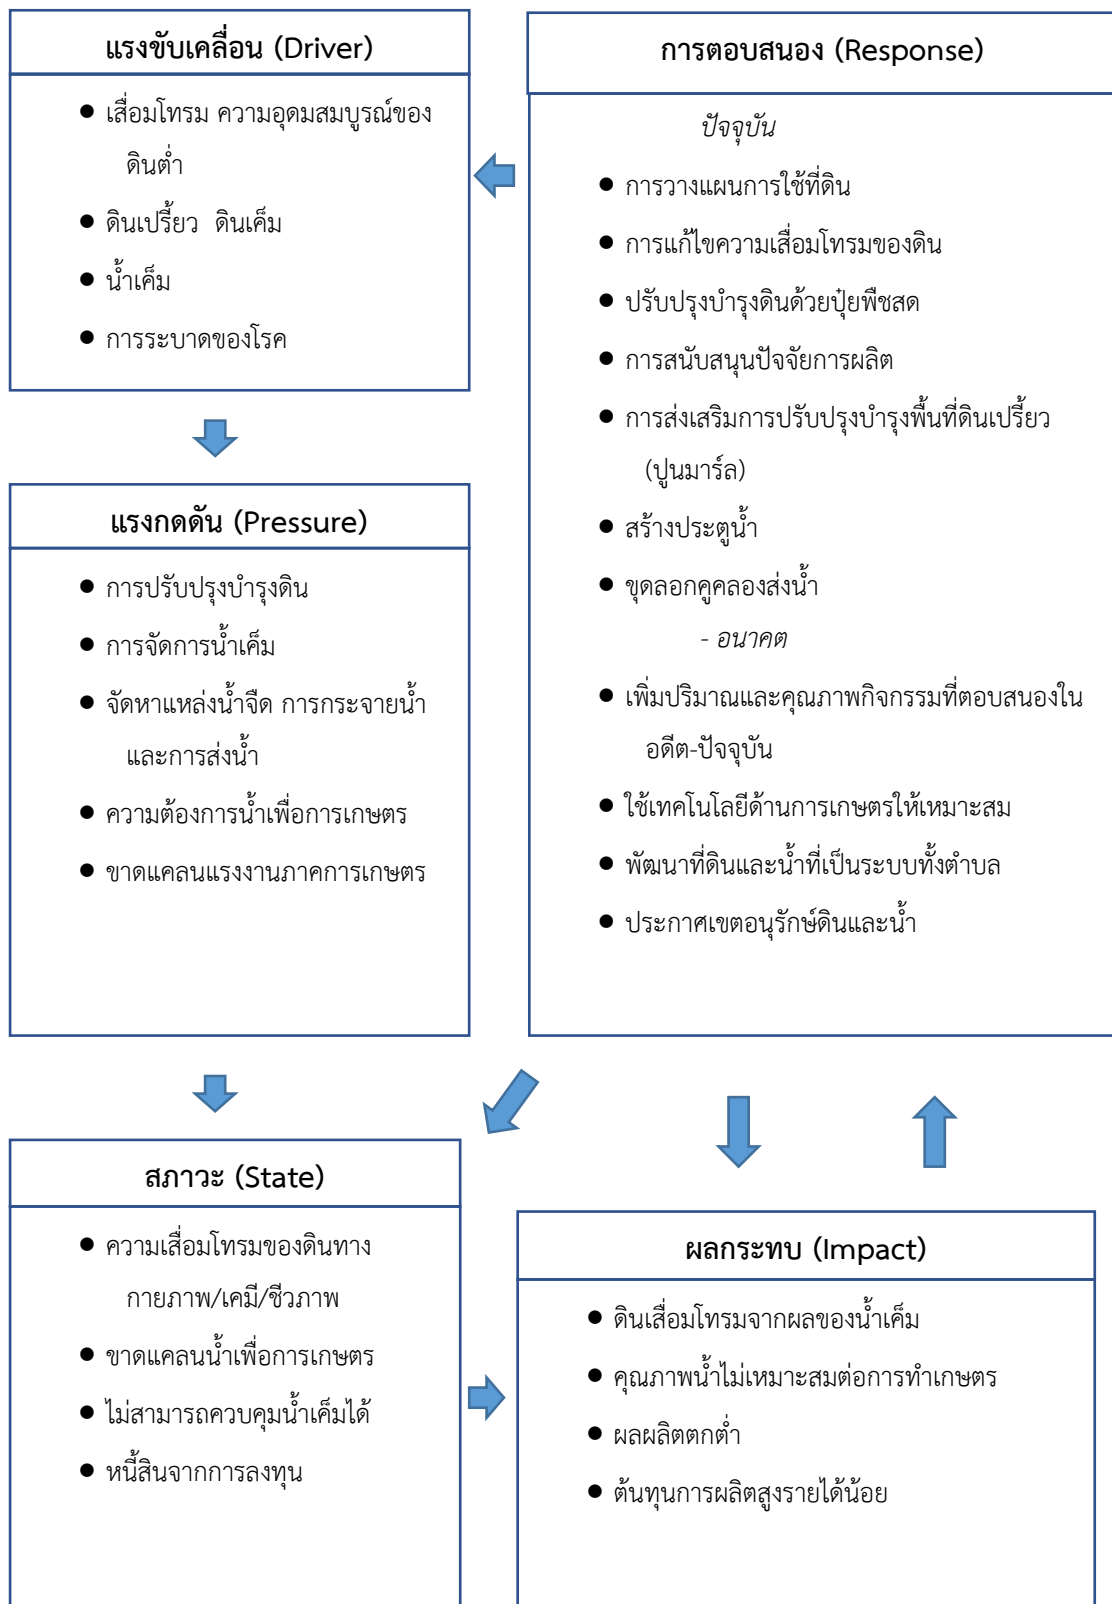 แรงขับเคลื่อน (Driver)
● เสื่อมโทรม ความอุดมสมบูรณ์ของ
ดินต่ำ
● ดินเปรี้ยว ดินเค็ม
● น้ำเค็ม
● การระบาดของโรค
แรงกดดัน (Pressure)
● การปรับปรุงบำรุงดิน
● การจัดการน้ำเค็ม
● จัดหาแหล่งน้ำจืด การกระจายน้ำ
และการส่งน้ำ
● ความต้องการน้ำเพื่อการเกษตร
● ขาดแคลนแรงงานภาคการเกษตร
การตอบสนอง (Response)
ปัจจุบัน
● การวางแผนการใช้ที่ดิน
● การแก้ไขความเสื่อมโทรมของดิน
● ปรับปรุงบำรุงดินด้วยปุ๋ยพืชสด
● การสนับสนุนปัจจัยการผลิต
● การส่งเสริมการปรับปรุงบำรุงพื้นที่ดินเปรี้ยว
(ปูนมาร์ล)
● สร้างประตูน้ำ
● ขุดลอกคูคลองส่งน้ำ
- อนาคต
● เพิ่มปริมาณและคุณภาพกิจกรรมที่ตอบสนองใน
อดีต-ปัจจุบัน
● ใช้เทคโนโลยีด้านการเกษตรให้เหมาะสม
● พัฒนาที่ดินและน้ำที่เป็นระบบทั้งตำบล
● ประกาศเขตอนุรักษ์ดินและน้ำ
สภาวะ (State)
● ความเสื่อมโทรมของดินทาง
กายภาพ/เคมี/ชีวภาพ
● ขาดแคลนน้ำเพื่อการเกษตร
● ไม่สามารถควบคุมน้ำเค็มได้
● หนี้สินจากการลงทุน
ผลกระทบ (Impact)
● ดินเสื่อมโทรมจากผลของน้ำเค็ม
● คุณภาพน้ำไม่เหมาะสมต่อการทำเกษตร
● ผลผลิตตกต่ำ
● ต้นทุนการผลิตสูงรายได้น้อย